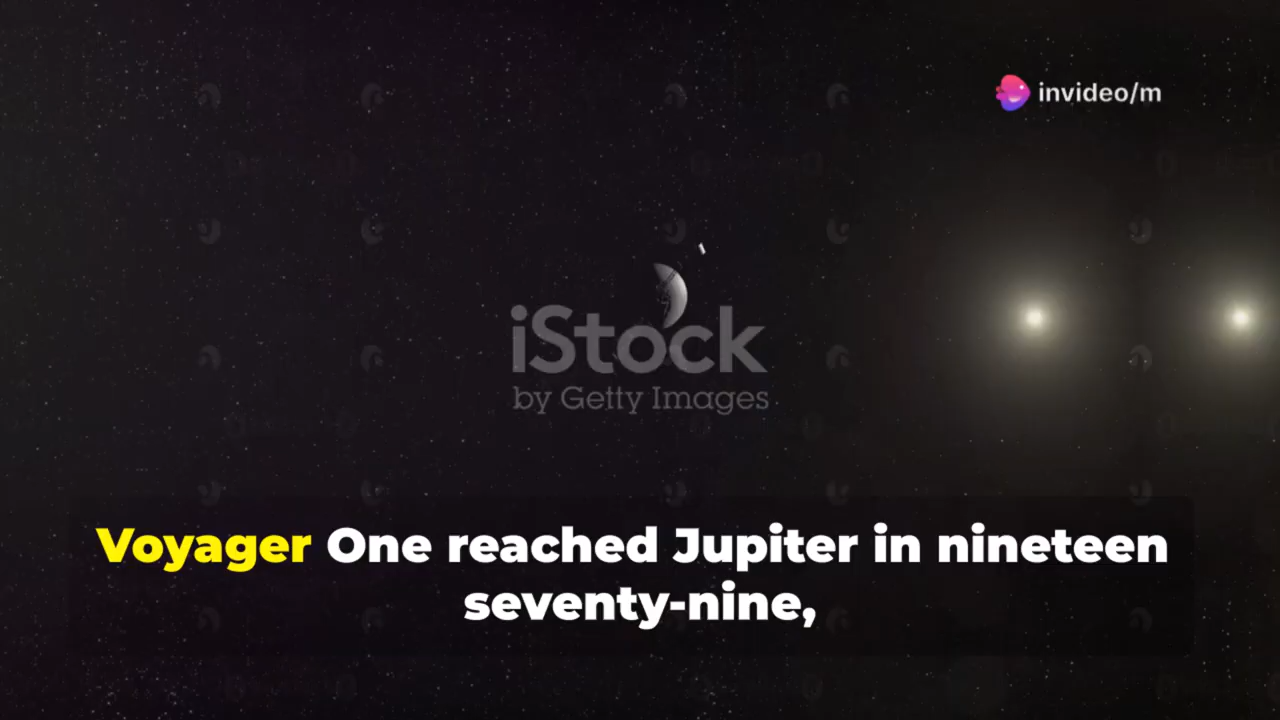 invideo/m
iStock
by Getty Images
Voyager One reached Jupiter in nineteen
seventy-nine,